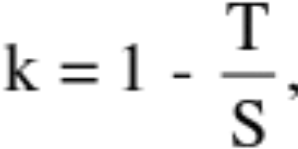 k = 1 - T/S,